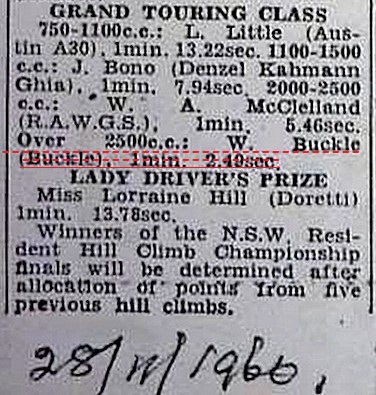 GRAND TOURING CLASS
750-1100c.c.: L. Little (Aus-
tin A30), 1min. 13.22sec. 1100-1500
c.c.: J. Bono (Denzel Kahmann
Ghia), 1min. 7.94sec. 2000-2500
c.c.: W. A. McClelland
(R.A.W.G.S.), 1min. 5.46sec.
Over 2500c.c.: W. Buckle
(Buckle), 1min. 2.49sec.
LADY DRIVER'S PRIZE
Miss Lorraine Hill (Doretti)
1min. 13.78sec.
Winners of the N.S.W. Resi-
dent Hill Climb Championship
finals will be determined after
allocation of points from five
previous hill climbs.
28/11/1960.